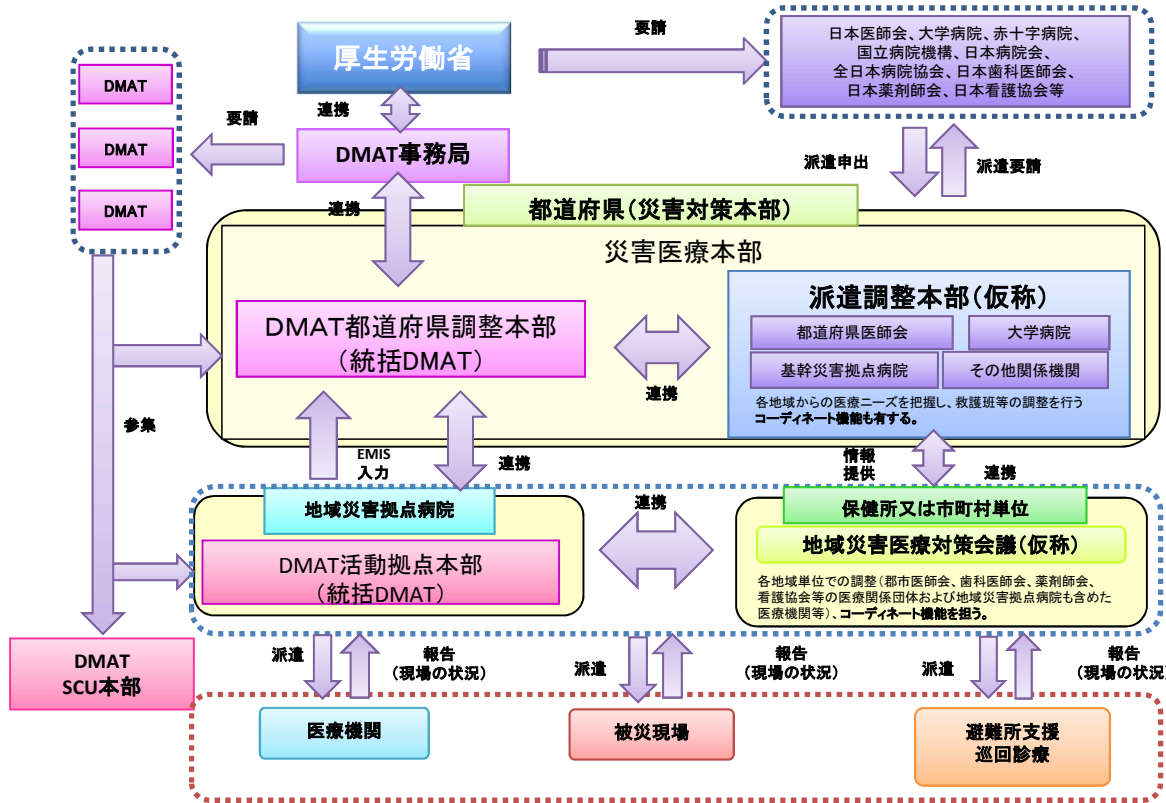 厚生労働省
要請
日本医師会、大学病院、赤十字病院、
国立病院機構、日本病院会、
全日本病院協会、日本歯科医師会、
日本薬剤師会、日本看護協会等
DMAT
DMAT
DMAT
要請
連携
DMAT事務局
派遣申出
派遣要請
連携
都道府県（災害対策本部）
災害医療本部
DMAT都道府県調整本部
（統括DMAT）
連携
派遣調整本部（仮称）
都道府県医師会
大学病院
基幹災害拠点病院
その他関係機関
各地域からの医療ニーズを把握し、救護班等の調整を行う
コーディネート機能も有する。
参集
EMIS
入力
連携
情報
提供
連携
地域災害拠点病院
DMAT活動拠点本部
（統括DMAT）
連携
保健所又は市町村単位
地域災害医療対策会議（仮称）
各地域単位での調整（郡市医師会、歯科医師会、薬剤師会、
看護協会等の医療関係団体および地域災害拠点病院も含めた
医療機関等）、コーディネート機能を担う。
DMAT
SCU本部
派遣
報告
（現場の状況）
派遣
報告
（現場の状況）
派遣
報告
（現場の状況）
医療機関
被災現場
避難所支援
巡回診療